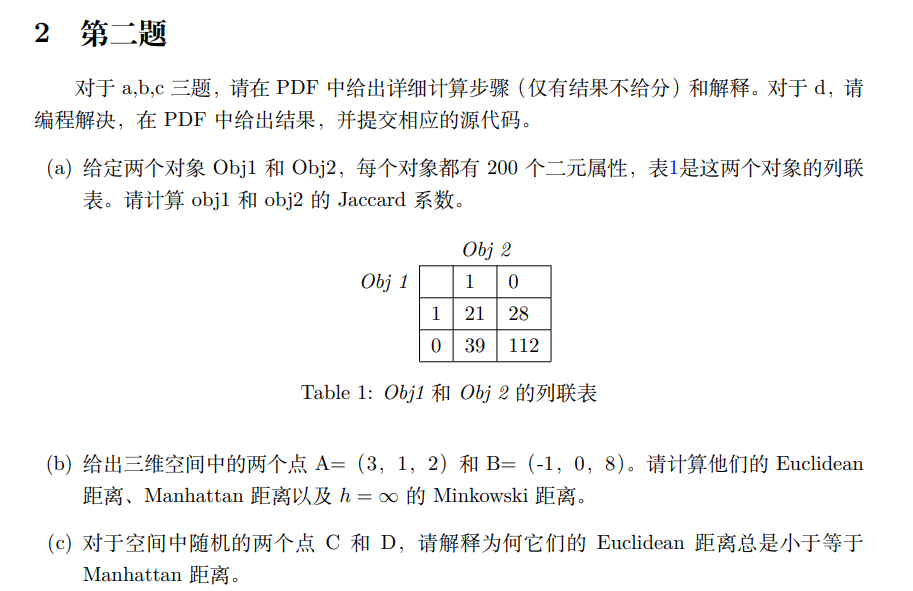 2 第二题
对于 a,b,c 三题，请在 PDF 中给出详细计算步骤（仅有结果不给分）和解释。对于 d，请
编程解决，在 PDF 中给出结果，并提交相应的源代码。
(a) 给定两个对象 Obj1 和 Obj2，每个对象都有 200 个二元属性，表1是这两个对象的列联
表。请计算 obj1 和 obj2 的 Jaccard 系数。
Obj 2
Obj 1 1 0
1 21 28
0 39 112
Table 1: Obj1 和 Obj 2 的列联表
(b) 给出三维空间中的两个点 A=（3，1，2）和 B=（-1，0，8）。请计算他们的 Euclidean
距离、Manhattan 距离以及 h = ∞ 的 Minkowski 距离。
(c) 对于空间中随机的两个点 C 和 D，请解释为何它们的 Euclidean 距离总是小于等于
Manhattan 距离。